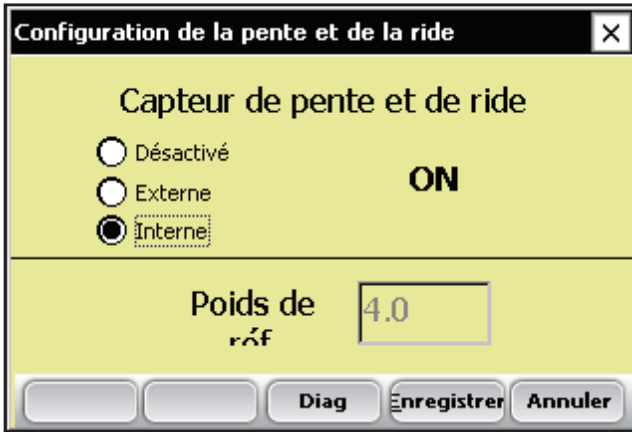 Configuration de la pente et de la ride
Capteur de pente et de ride
Désactivé
Externe
Interne
ON
Poids de
réf
4.0
Diag
Enregistrer
Annuler